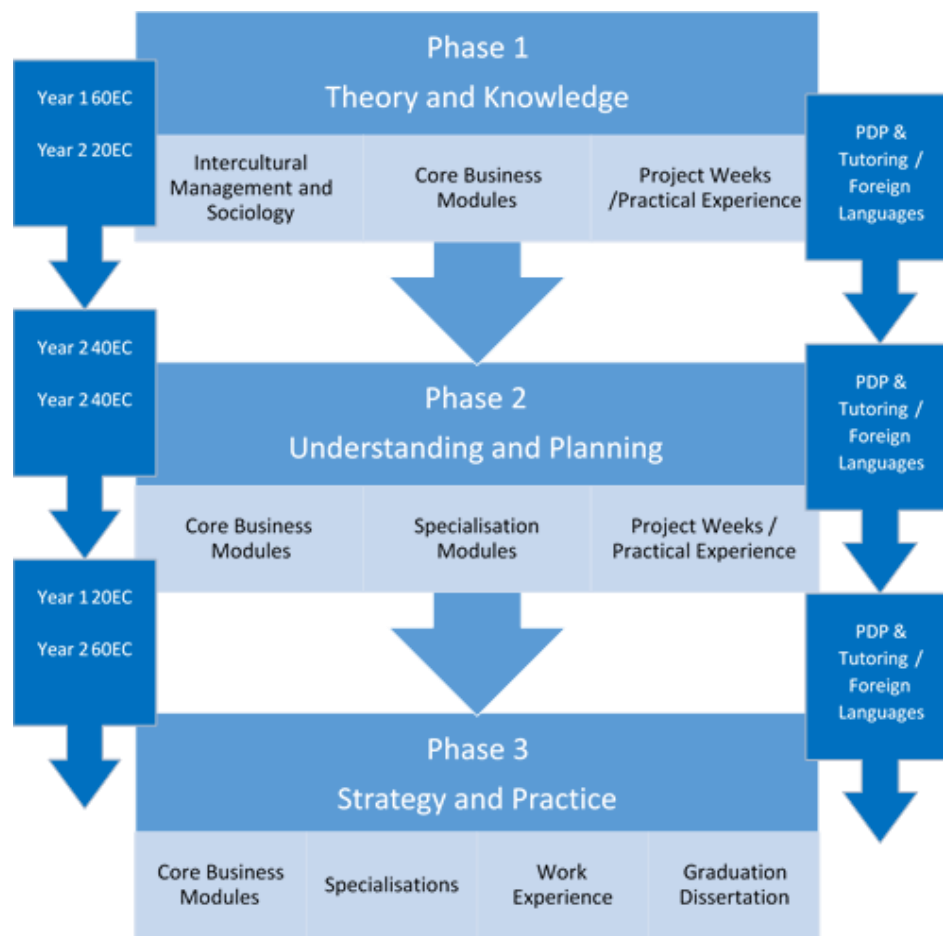 Phase 1
Theory and Knowledge
Year 1 60EC
Year 2 20EC
Intercultural
Management and
Sociology
Core Business
Modules
Project Weeks
/Practical Experience
PDP &
Tutoring /
Foreign
Languages
Year 2 40EC
Year 2 40EC
Phase 2
Understanding and Planning
PDP &
Tutoring /
Foreign
Languages
Core Business
Modules
Specialisation
Modules
Project Weeks /
Practical Experience
Year 1 20EC
Year 2 60EC
PDP &
Tutoring /
Foreign
Languages
Phase 3
Strategy and Practice
Core Business
Modules
Specialisations
Work
Experience
Graduation
Dissertation